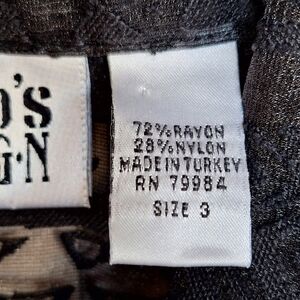 O'S
G·N
72% RAYON
28% NYLON
MADE IN TURKEY
RN 79984
SIZE 3